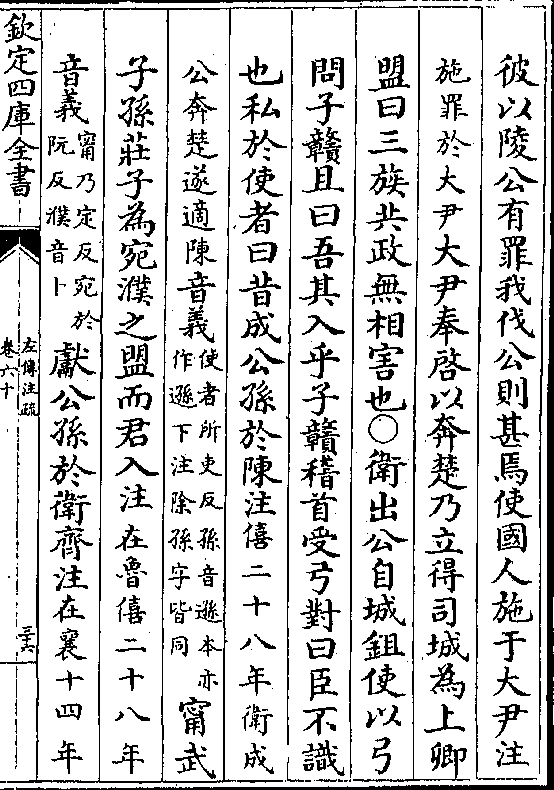 彼以陵公有罪我伐公則甚焉使國人施于大尹注
施罪於大尹大尹奉啓以奔楚乃立得司城為上卿
盟曰三族共政無相害也○衛出公自城鉏使以弓
問子贛且曰吾其入乎子贛稽首受弓對曰臣不識
也私於使者曰昔成公孫於陳注僖二十八年衛成
公奔楚遂適陳音義使者所吏反孫音遜本亦作遜下注除孫字皆同甯武
子孫莊子為宛濮之盟而君入注在魯僖二十八年
音義甯乃定反宛於阮反濮音卜獻公孫於衛齊注在襄十四年
欽定四庫全書
左傳注疏
卷六十
三六